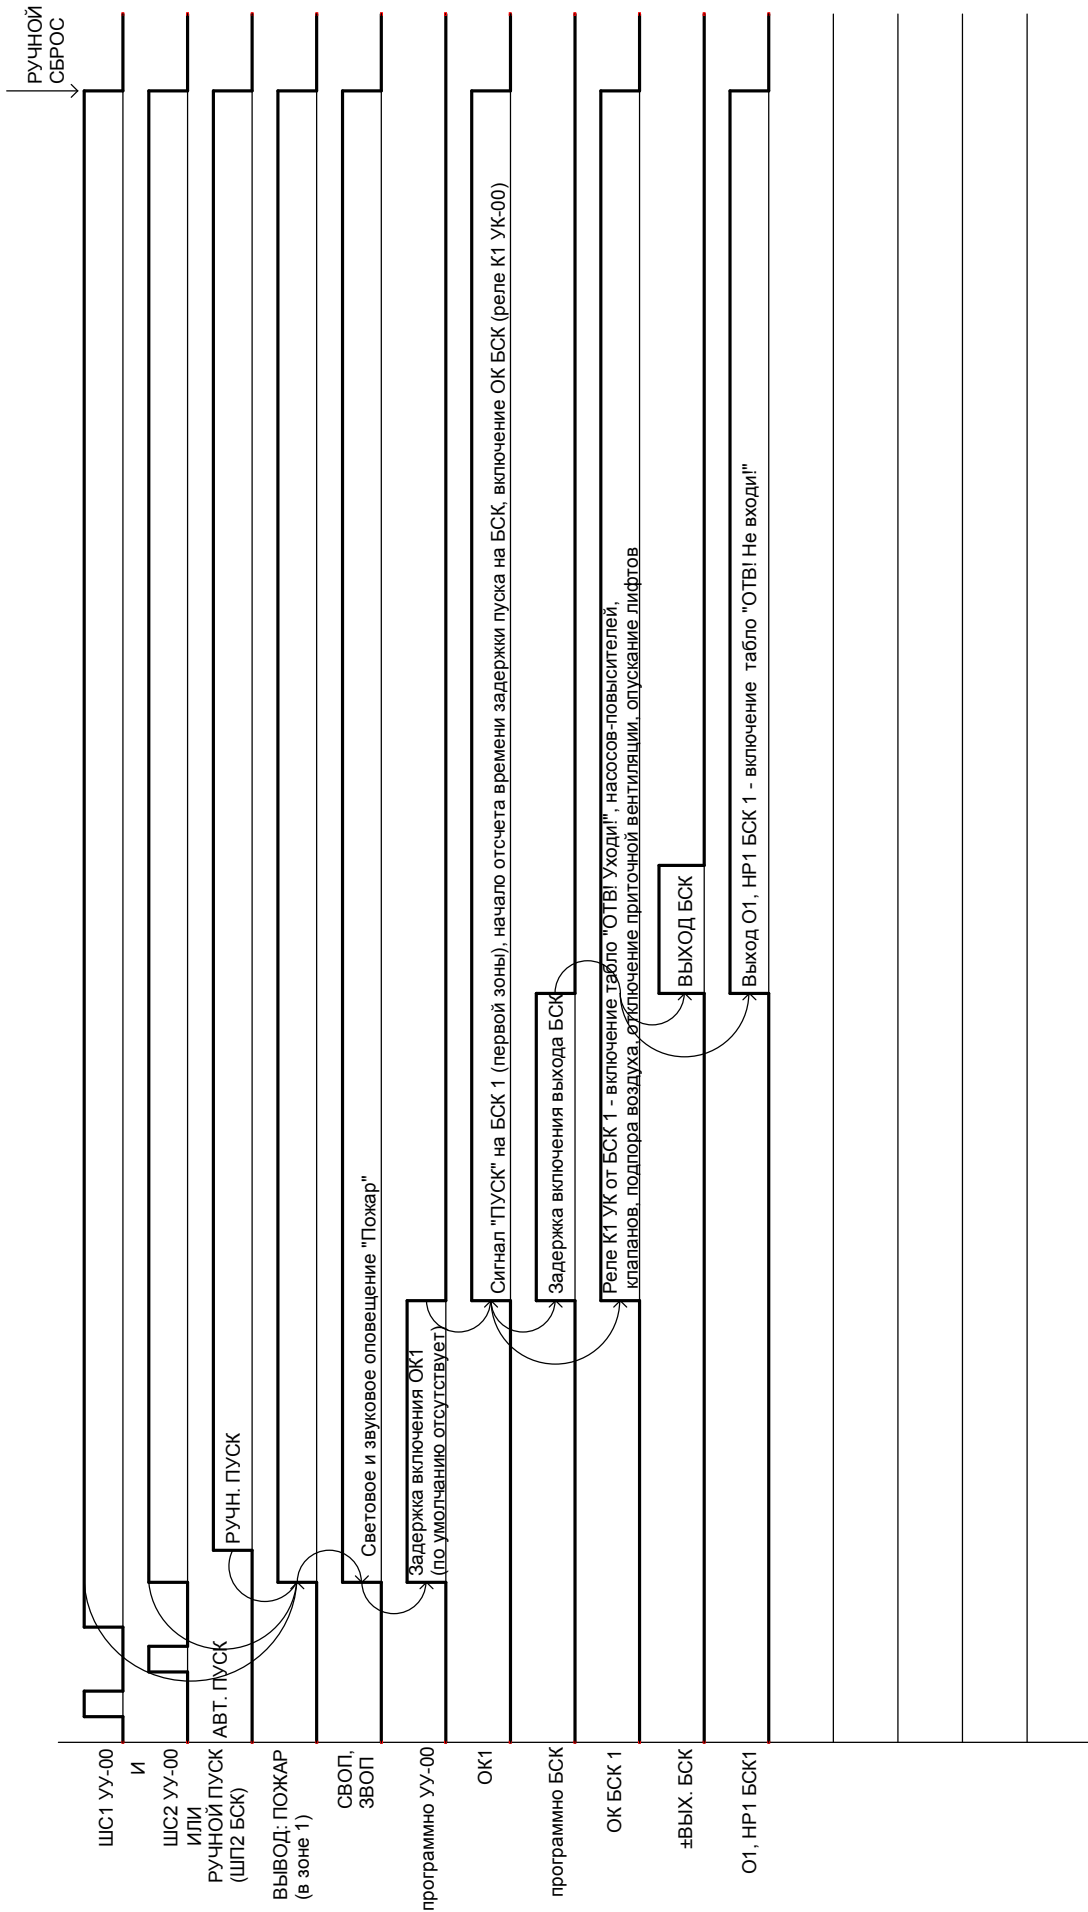 РУЧНОЙ
СБРОС
ШС1 УУ-00
И
ШС2 УУ-00
ИЛИ
РУЧНОЙ ПУСК
(ШП2 БСК)
АВТ. ПУСК
РУЧН. ПУСК
ВЫВОД: ПОЖАР
(в зоне 1)
СВОП,
ЗВОП
Световое и звуковое оповещение "Пожар"
программно УУ-00
Задержка включения ОК1
(по умолчанию отсутствует)
ОК1
Сигнал "ПУСК" на БСК 1 (первой зоны), начало отсчета времени задержки пуска на БСК, включение ОК БСК (реле К1 УК-00)
программно БСК
Задержка включения выхода БСК
ОК БСК 1
Реле К1 УК от БСК 1 - включение табло "ОТВ! Уходи!", насосов-повысителей,
клапанов, подпора воздуха, отключение приточной вентиляции, опускание лифтов
±ВЫХ. БСК
ВЫХОД БСК
О1, НР1 БСК1
Выход О1, НР1 БСК 1 - включение табло "ОТВ! Не входи!"